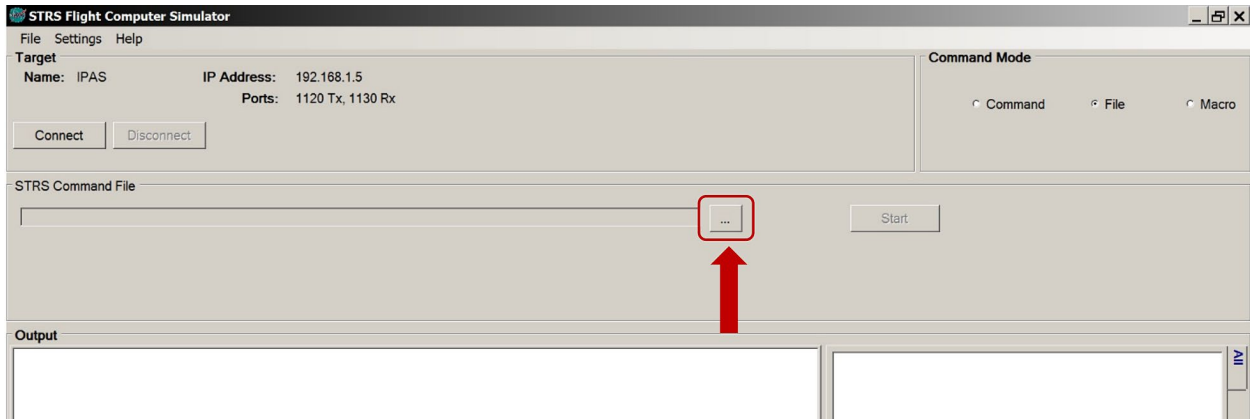 STRS Flight Computer Simulator
File Settings Help
Target
Name: IPAS IP Address: 192.168.1.5
Ports: 1120 Tx, 1130 Rx
Connect Disconnect
Command Mode
Command File Macro
STRS Command File
... Start
Output
All